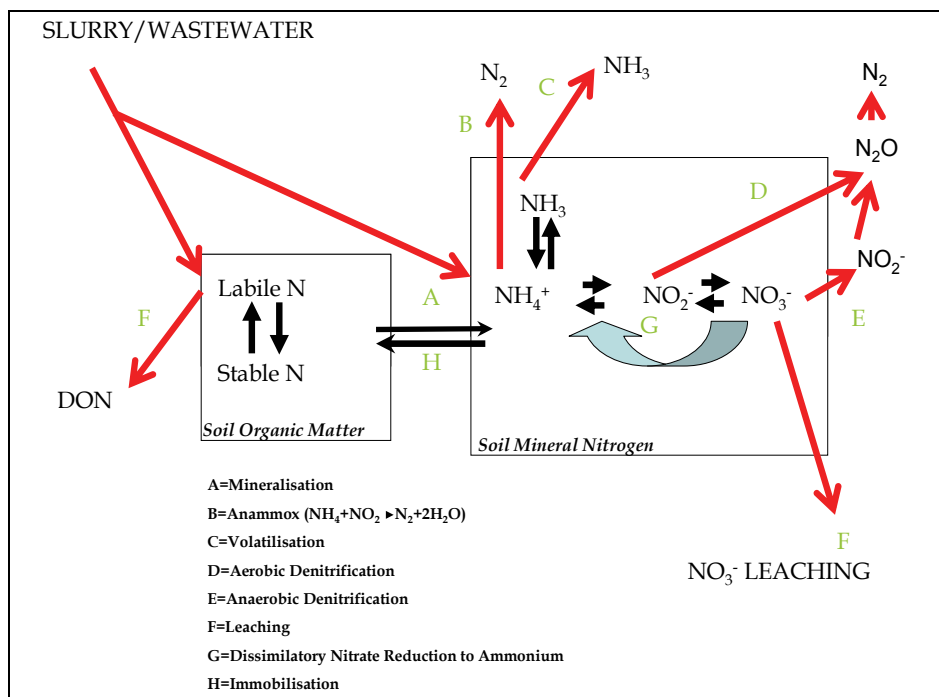 SLURRY/WASTEWATER
N₂
C
NH₃
N₂
B
N₂O
D
NH₃
NO₂⁻
Labile N
A
NH₄⁺
NO₂⁻
NO₃⁻
F
G
E
H
Stable N
DON
Soil Organic Matter
Soil Mineral Nitrogen
A=Mineralisation
B=Anammox (NH₄+NO₂ ►N₂+2H₂O)
C=Volatilisation
F
D=Aerobic Denitrification
NO₃⁻ LEACHING
E=Anaerobic Denitrification
F=Leaching
G=Dissimilatory Nitrate Reduction to Ammonium
H=Immobilisation